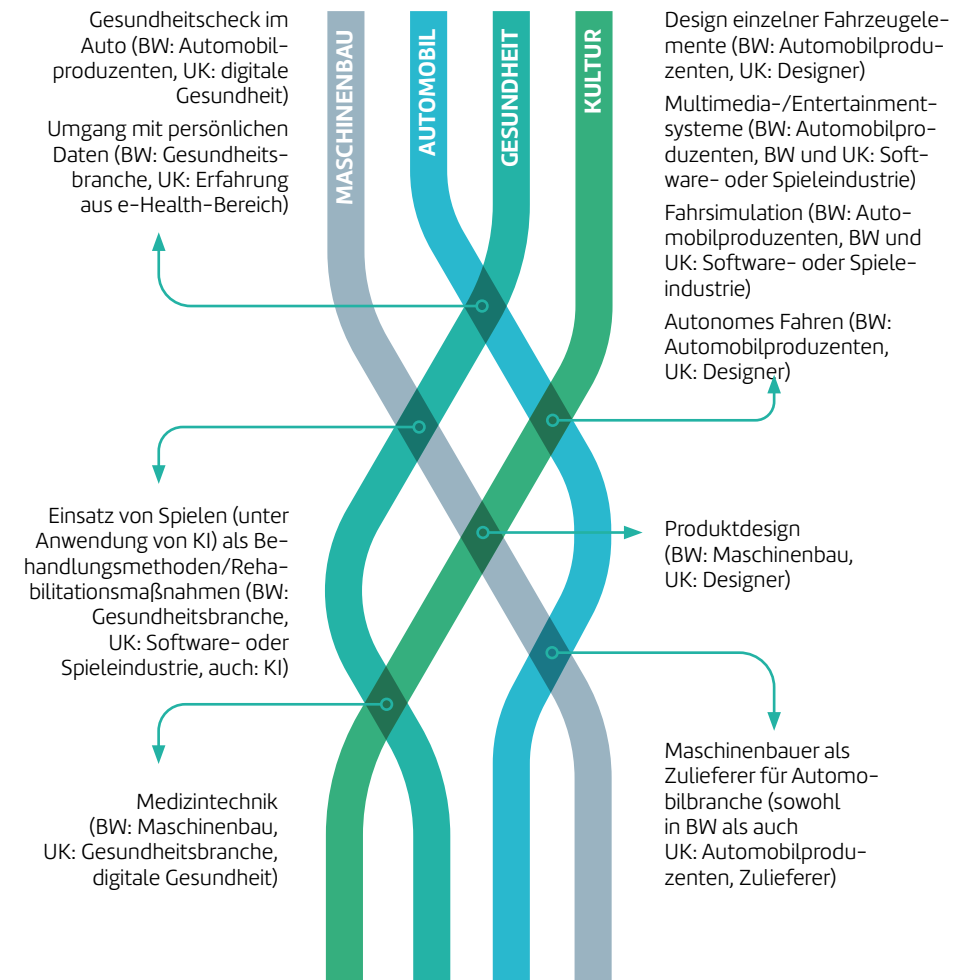 Gesundheitscheck im
Auto (BW: Automobil-
produzenten, UK: digitale
Gesundheit)
Umgang mit persönlichen
Daten (BW: Gesundheits-
branche, UK: Erfahrung
aus e-Health-Bereich)
MASCHINENBAU
AUTOMOBIL
GESUNDHEIT
KULTUR
Design einzelner Fahrzeugele-
mente (BW: Automobilprodu-
zenten, UK: Designer)
Multimedia-/Entertainment-
systeme (BW: Automobilpro-
duzenten, BW und UK: Soft-
ware- oder Spieleindustrie)
Fahrsimulation (BW: Auto-
mobilproduzenten, BW und
UK: Software- oder Spiele-
industrie)
Autonomes Fahren (BW:
Automobilproduzenten,
UK: Designer)
Einsatz von Spielen (unter
Anwendung von KI) als Be-
handlungsmethoden/Reha-
bilitationsmaßnahmen (BW:
Gesundheitsbranche,
UK: Software- oder
Spieleindustrie, auch: KI)
Produktdesign
(BW: Maschinenbau,
UK: Designer)
Medizintechnik
(BW: Maschinenbau,
UK: Gesundheitsbranche,
digitale Gesundheit)
Maschinenbauer als
Zulieferer für Automo-
bilbranche (sowohl
in BW als auch
UK: Automobilprodu-
zenten, Zulieferer)